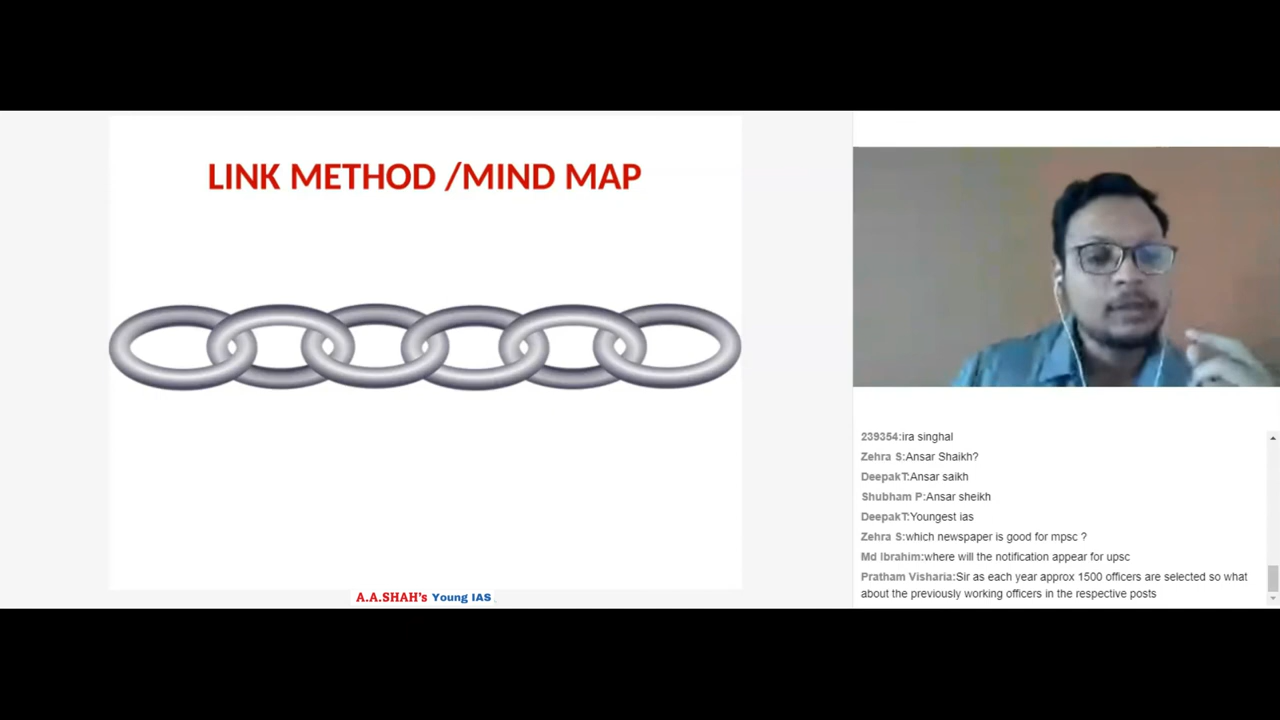 LINK METHOD /MIND MAP
A.A.SHAH's Young IAS
239354:ira singhal
Zehra S:Ansar Shaikh?
DeepakT:Ansar saikh
Shubham P:Ansar sheikh
DeepakT:Youngest ias
Zehra S:which newspaper is good for mpsc ?
Md Ibrahim:where will the notification appear for upsc
Pratham Visharia:Sir as each year approx 1500 officers are selected so what
about the previously working officers in the respective posts